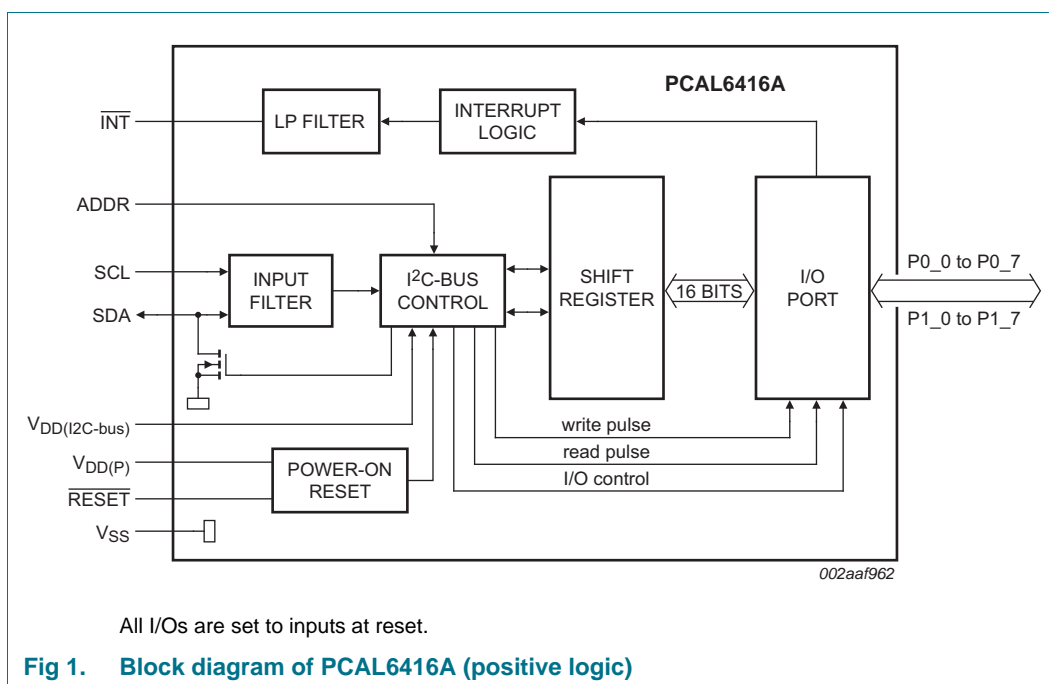 PCAL6416A
INT
LP FILTER
INTERRUPT
LOGIC
ADDR
SCL
SDA
INPUT
FILTER
I²C-BUS
CONTROL
SHIFT
REGISTER
16 BITS
I/O
PORT
P0_0 to P0_7
P1_0 to P1_7
VDD(I2C-bus)
VDD(P)
RESET
VSS
POWER-ON
RESET
write pulse
read pulse
I/O control
002aaf962
All I/Os are set to inputs at reset.
Fig 1. Block diagram of PCAL6416A (positive logic)